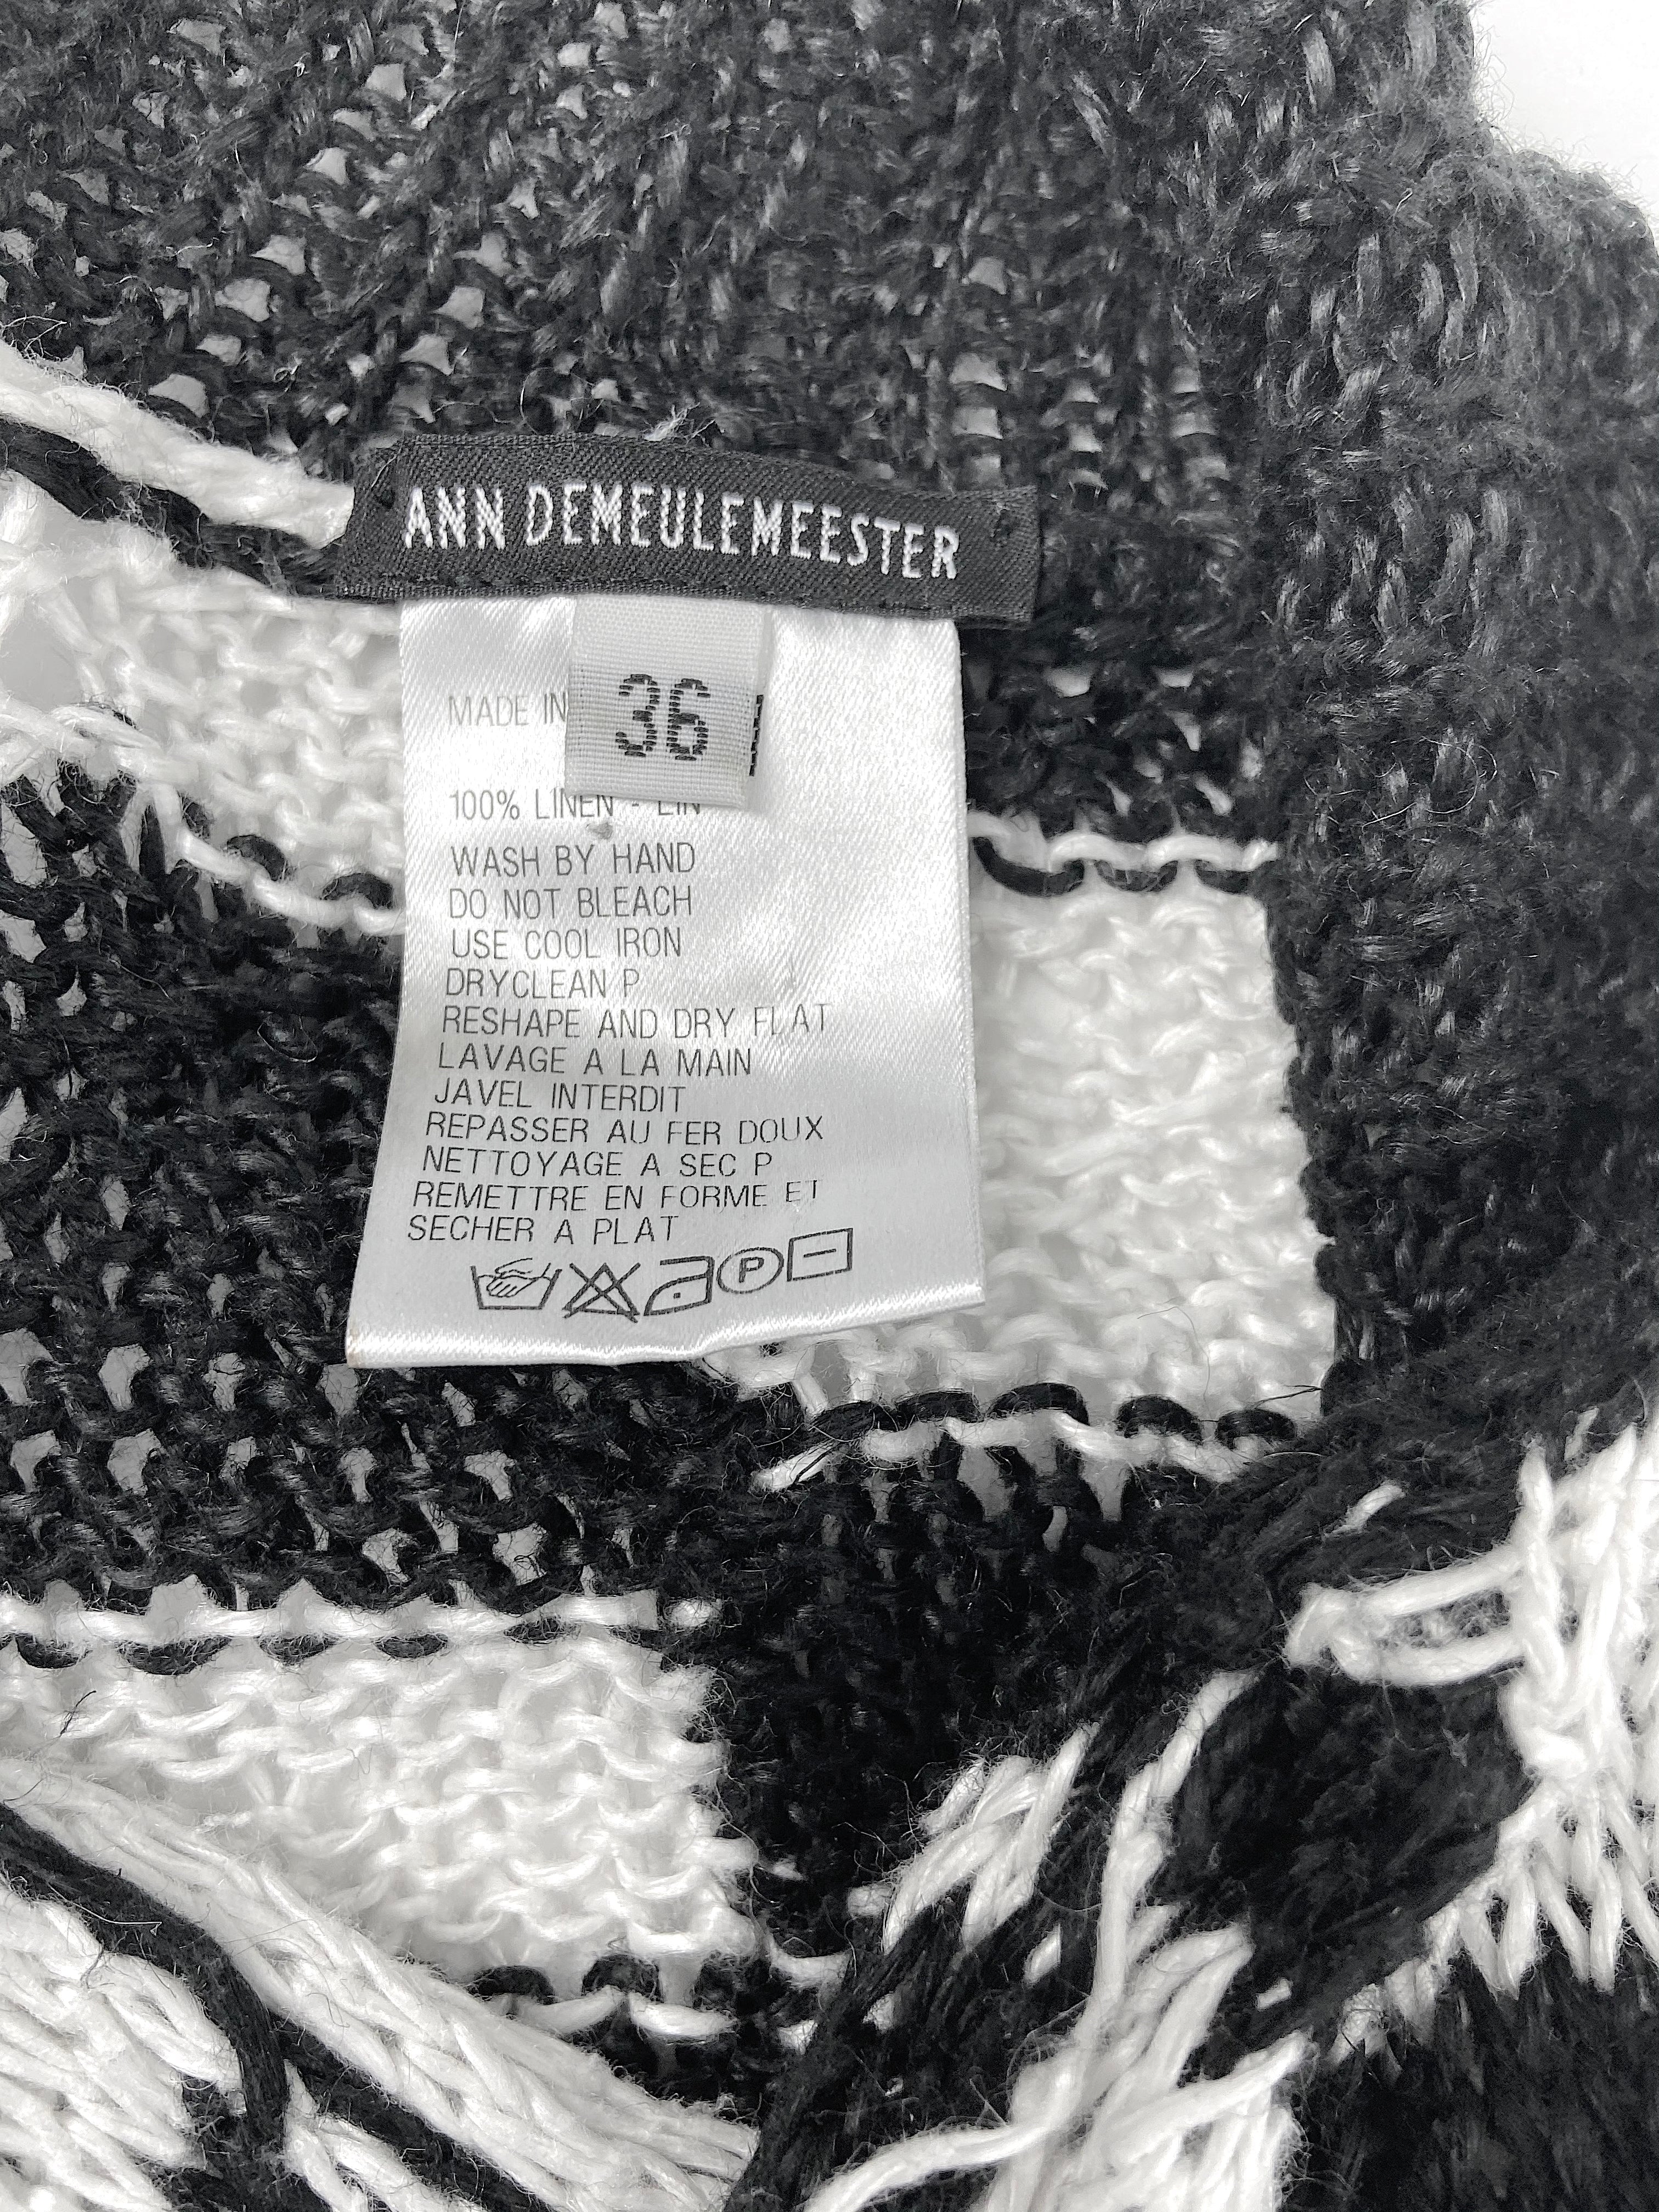 ANN DEMEULEMEESTER
36
MADE IN
100% LINEN - LIN
WASH BY HAND
DO NOT BLEACH
USE COOL IRON
DRYCLEAN P
RESHAPE AND DRY FLAT
LAVAGE A LA MAIN
JAVEL INTERDIT
REPASSER AU FER DOUX
NETTOYAGE A SEC P
REMETTRE EN FORME ET
SECHER A PLAT
P